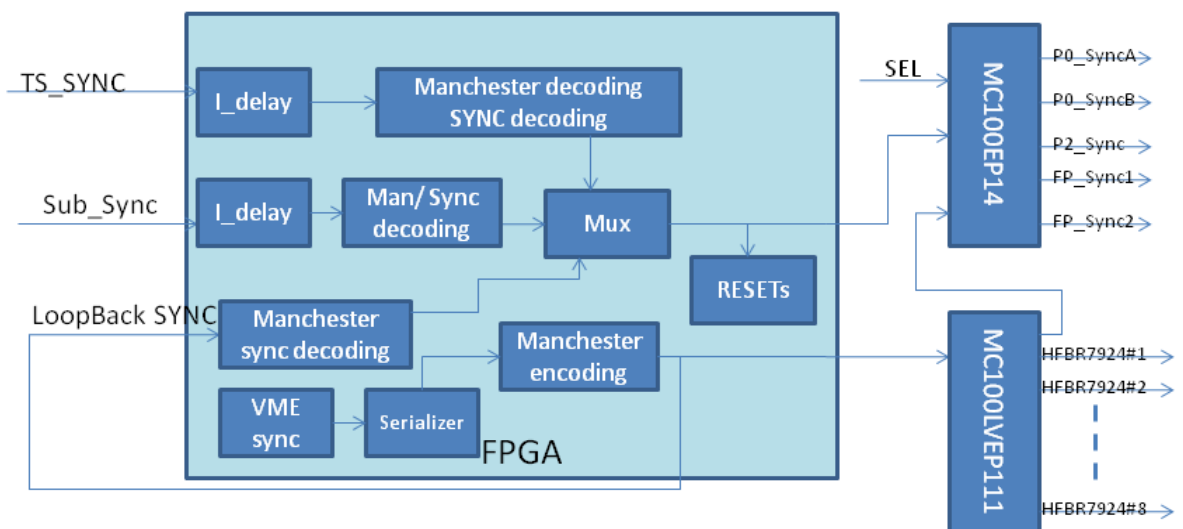 TS_SYNC
I_delay
Manchester decoding
SYNC decoding
SEL
MC100EP14
P0_SyncA
P0_SyncB
P2_Sync
FP_Sync1
FP_Sync2
Sub_Sync
I_delay
Man/ Sync
decoding
Mux
RESETs
LoopBack SYNC
Manchester
sync decoding
Manchester
encoding
VME
sync
Serializer
FPGA
MC100LVEP111
HFBR7924#1
HFBR7924#2
HFBR7924#8